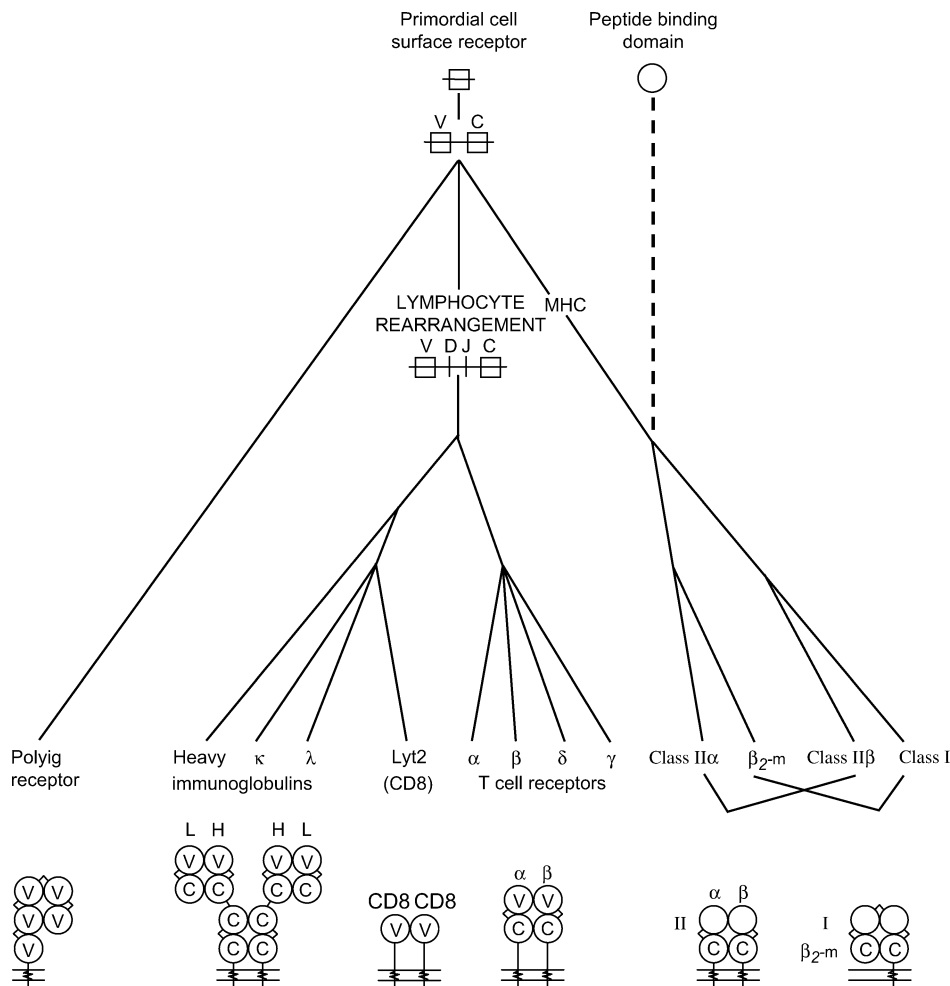 Primordial cell
surface receptor
Peptide binding
domain
V C
LYMPHOCYTE
REARRANGEMENT
MHC
V D J C
Polyig
receptor
Heavy κ λ
immunoglobulins
Lyt2
(CD8)
α β δ γ
T cell receptors
Class IIα β2-m Class IIβ Class I
L H H L
V V V V
C C C C
C C
C C
V V
V V
V
CD8 CD8
V V
α β
V V
C C
α β
II
C C
I
β2-m
C C